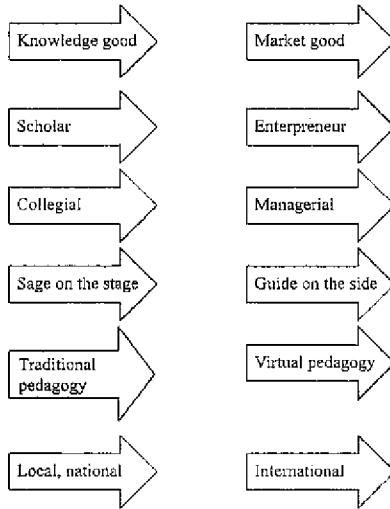 Knowledge good
Market good
Scholar
Enterpreneur
Collegial
Managerial
Sage on the stage
Guide on the side
Traditional
pedagogy
Virtual pedagogy
Local, national
International